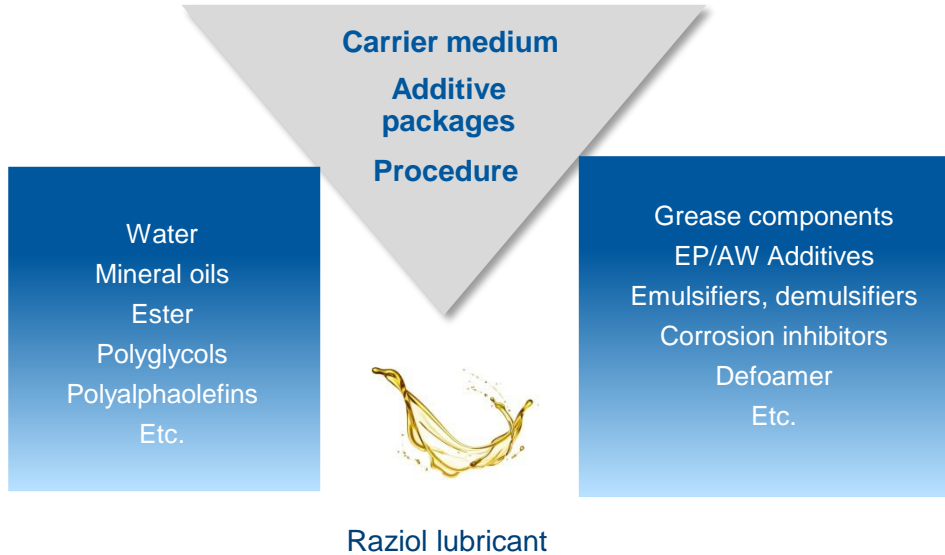 Carrier medium
Additive
packages
Procedure
Water
Mineral oils
Ester
Polyglycols
Polyalphaolefins
Etc.
Grease components
EP/AW Additives
Emulsifiers, demulsifiers
Corrosion inhibitors
Defoamer
Etc.
Raziol lubricant